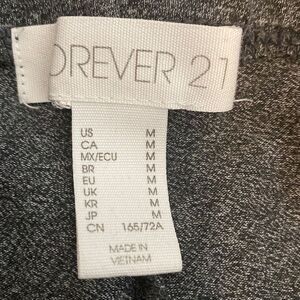 OREVER 21
US M
CA M
MX/ECU M
BR M
EU M
UK M
KR M
JP M
CN 165/72A
MADE IN
VIETNAM